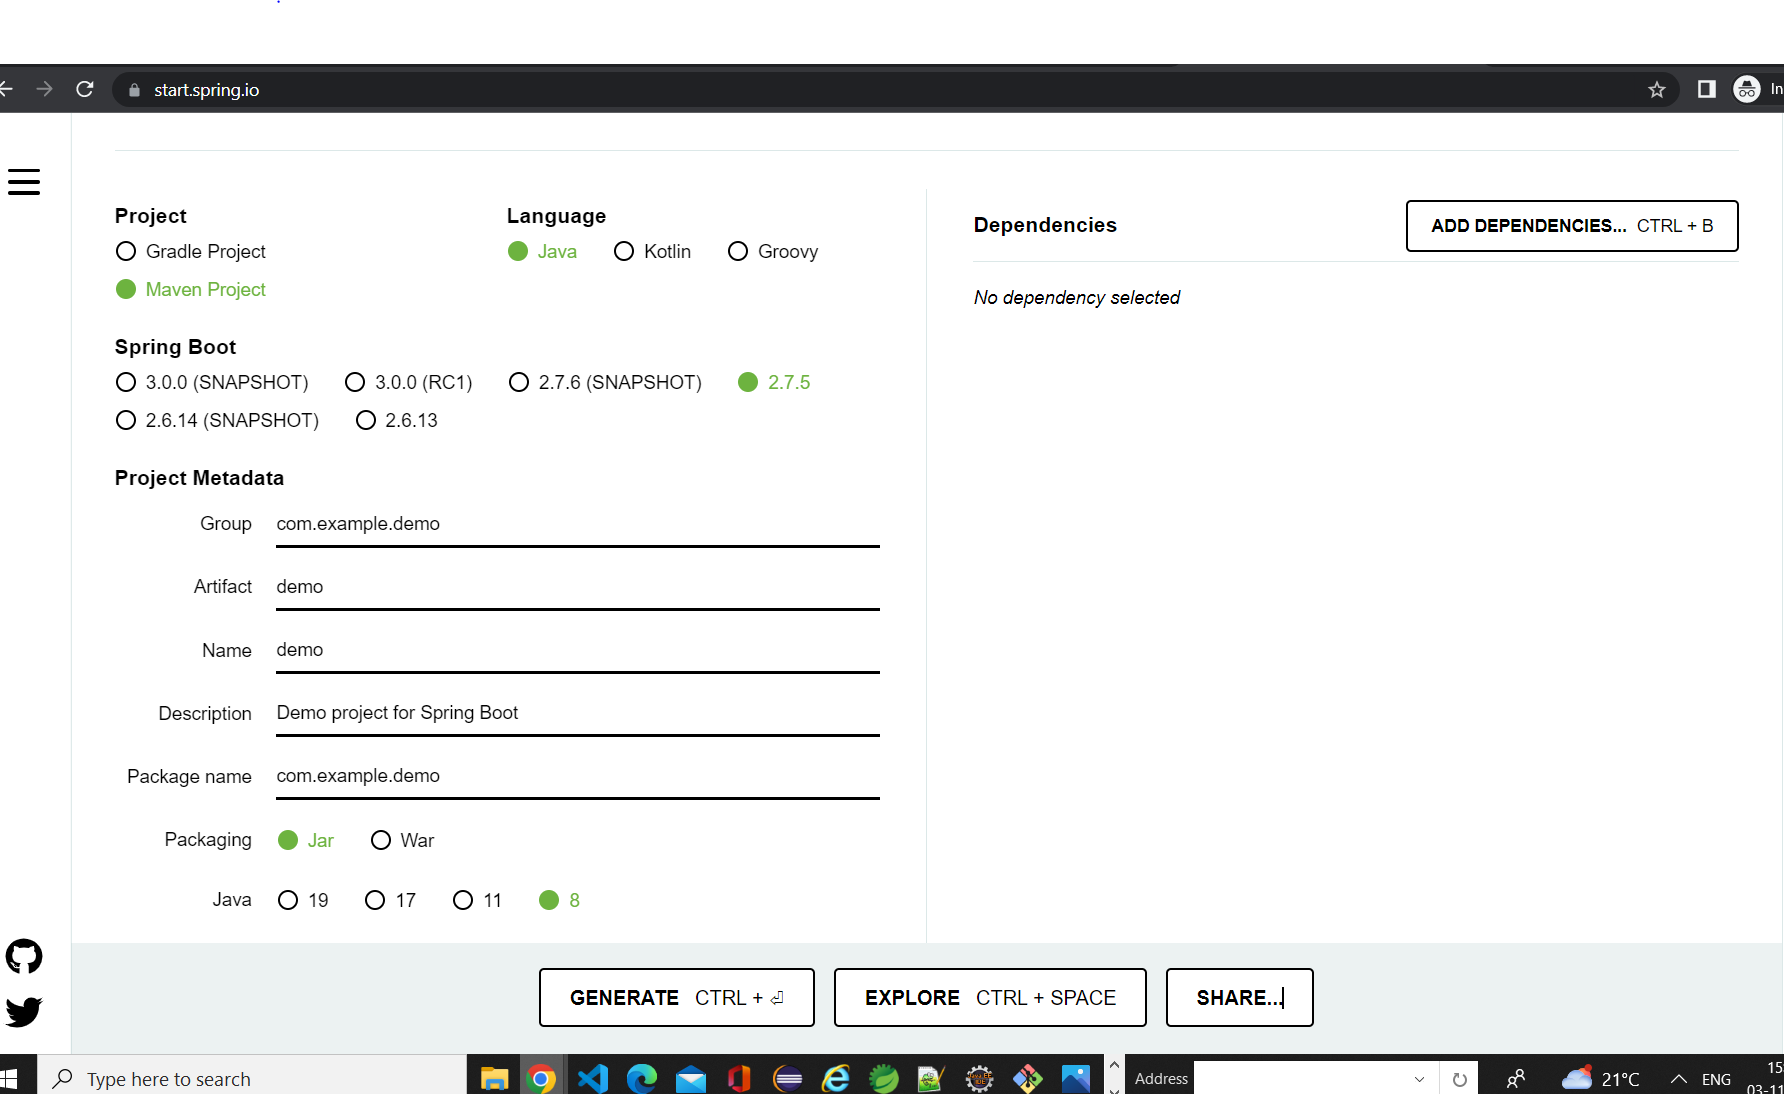 start.spring.io
In
Project
Gradle Project
Maven Project
Language
Java Kotlin Groovy
Spring Boot
3.0.0 (SNAPSHOT) 3.0.0 (RC1) 2.7.6 (SNAPSHOT) 2.7.5
2.6.14 (SNAPSHOT) 2.6.13
Project Metadata
Group com.example.demo
Artifact demo
Name demo
Description Demo project for Spring Boot
Package name com.example.demo
Packaging Jar War
Java 19 17 11 8
Dependencies
ADD DEPENDENCIES... CTRL + B
No dependency selected
GENERATE CTRL + ⏎
EXPLORE CTRL + SPACE
SHARE...
Type here to search
Address
21°C
ENG
15:
03-11